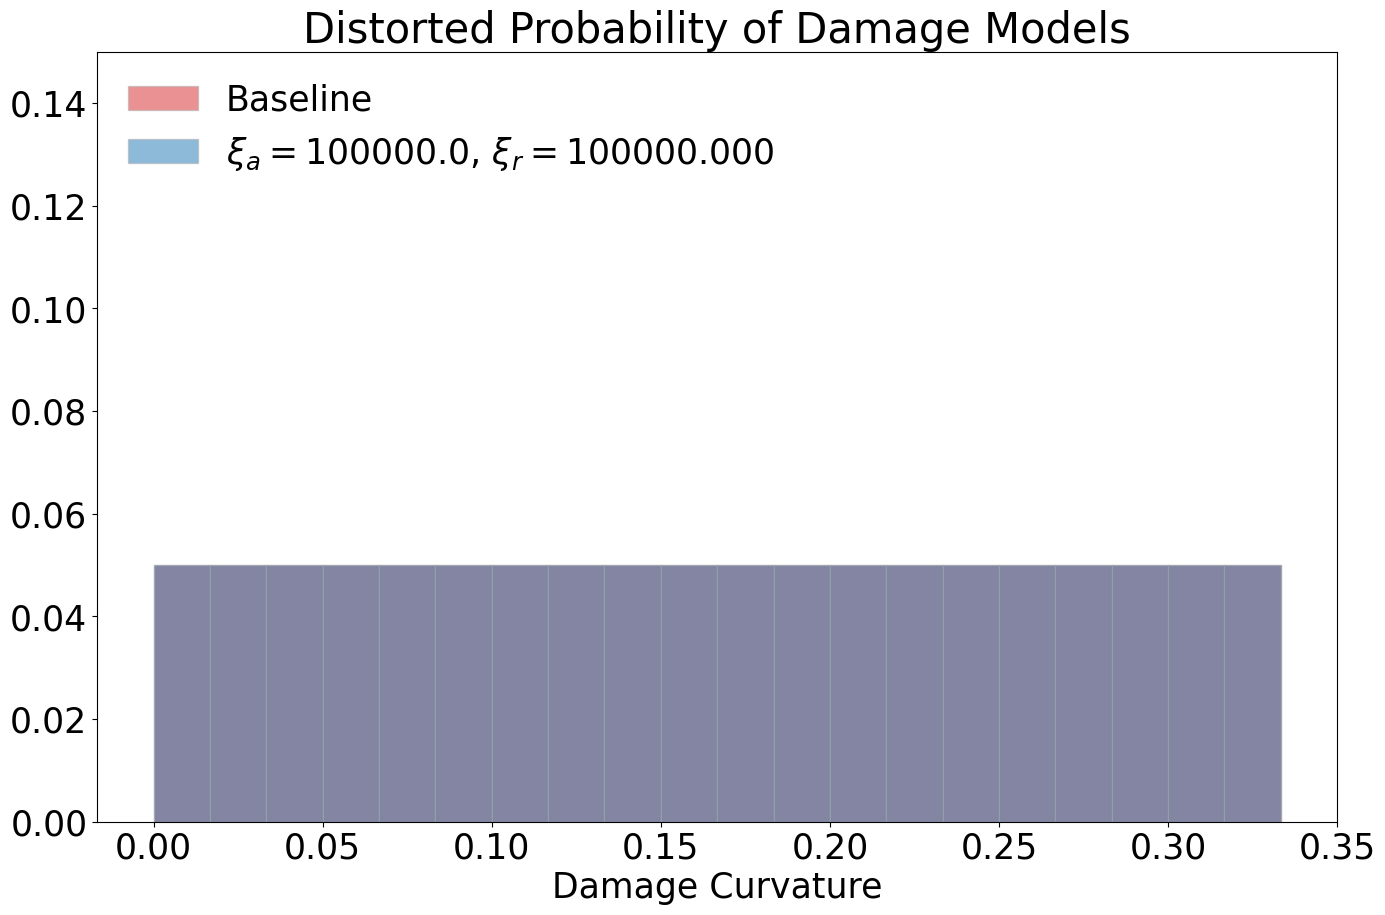 Distorted Probability of Damage Models
Baseline
ξₐ = 100000.0, ξᵣ = 100000.000
0.14
0.12
0.10
0.08
0.06
0.04
0.02
0.00
0.00 0.05 0.10 0.15 0.20 0.25 0.30 0.35
Damage Curvature